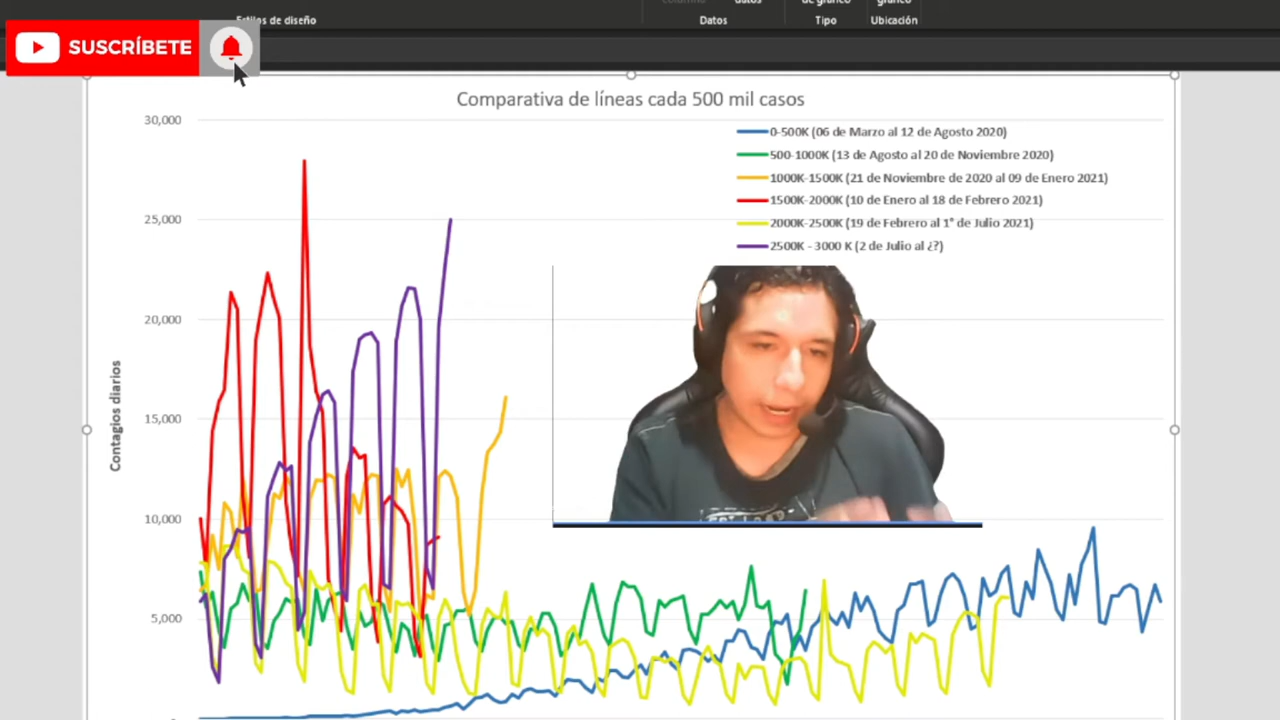 Estilos de diseño
Datos
Tipo
Ubicación
SUSCRÍBETE
Comparativa de líneas cada 500 mil casos
30,000
25,000
20,000
15,000
10,000
5,000
Contagios diarios
0-500K (06 de Marzo al 12 de Agosto 2020)
500-1000K (13 de Agosto al 20 de Noviembre 2020)
1000K-1500K (21 de Noviembre de 2020 al 09 de Enero 2021)
1500K-2000K (10 de Enero al 18 de Febrero 2021)
2000K-2500K (19 de Febrero al 1° de Julio 2021)
2500K - 3000 K (2 de Julio al ¿?)